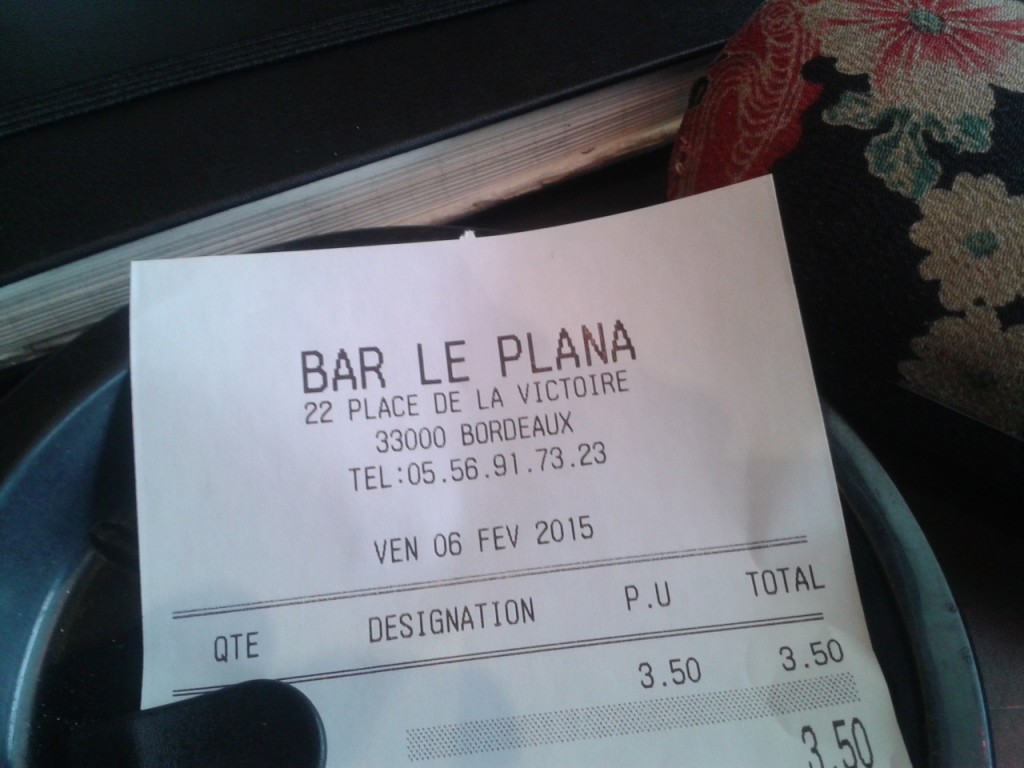 BAR LE PLANA
22 PLACE DE LA VICTOIRE
33000 BORDEAUX
TEL:05.56.91.73.23
VEN 06 FEV 2015
QTE DESIGNATION P.U TOTAL
3.50 3.50
3.50